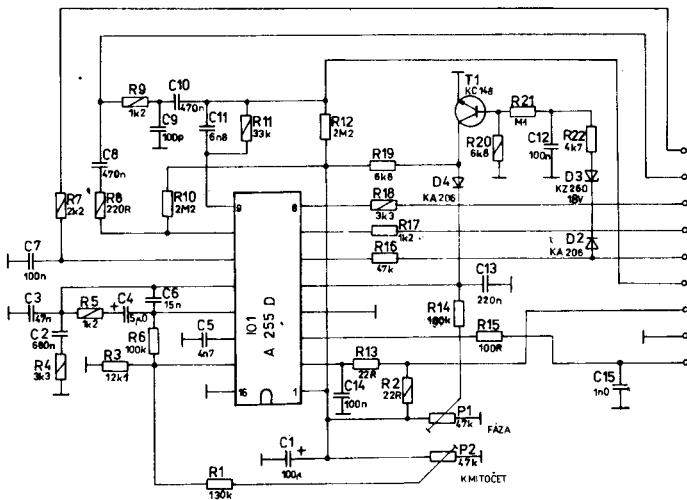 T1
KC148
R9
1k2
C10
470n
C9
100p
C11
6n8
R11
33k
R12
2M2
R21
M1
R20
6k8
C12
100n
R22
4k7
C8
470n
R19
6k8
D4
KA 206
D3
KZ260
18V
R7
2k2
R8
220R
R10
2M2
R18
3k3
R17
1k2
D2
KA 206
9
8
R16
47k
C7
100n
C13
220n
C3
47n
R5
1k2
C4
+
C6
15n
R14
C2
680n
R6
100k
C5
4n7
IO1
A 255 D
R15
100R
R4
3k3
R3
R13
22R
R2
22R
C14
100n
C15
1n0
16
1
P1
47k
FÁZA
C1
+
100µ
P2
47k
KMITOČET
R1
130k